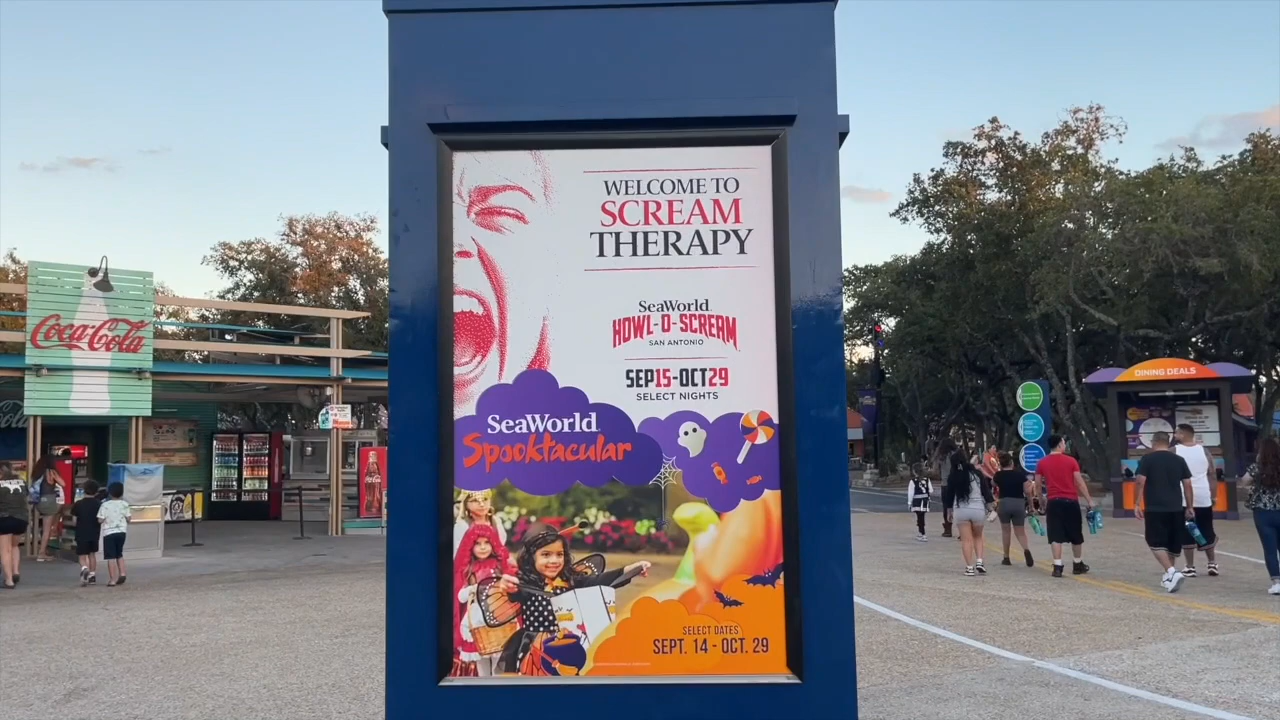 Coca-Cola
WELCOME TO
SCREAM
THERAPY
SeaWorld
HOWL-O-SCREAM
SAN ANTONIO
SEP15-OCT29
SELECT NIGHTS
SeaWorld
Spooktacular
SELECT DATES
SEPT. 14 - OCT. 29
DINING DEALS